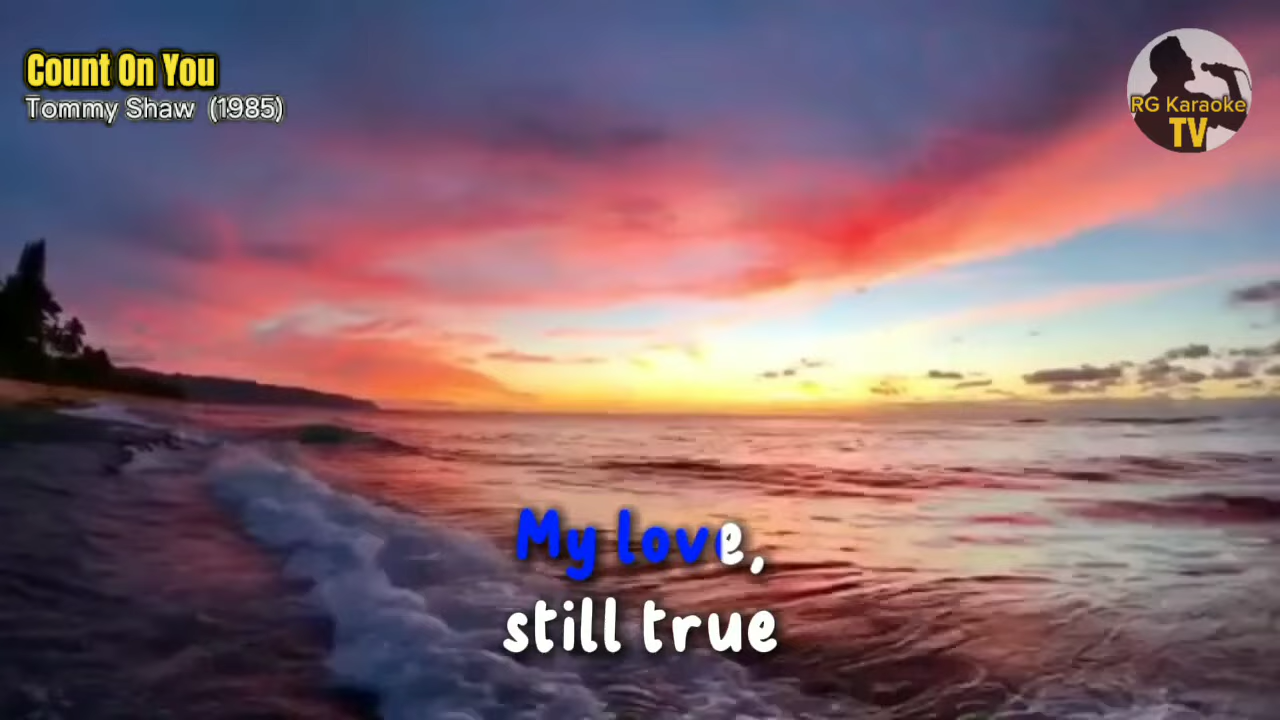 Count On You
Tommy Shaw (1985)
RG Karaoke
TV
My love,
still true